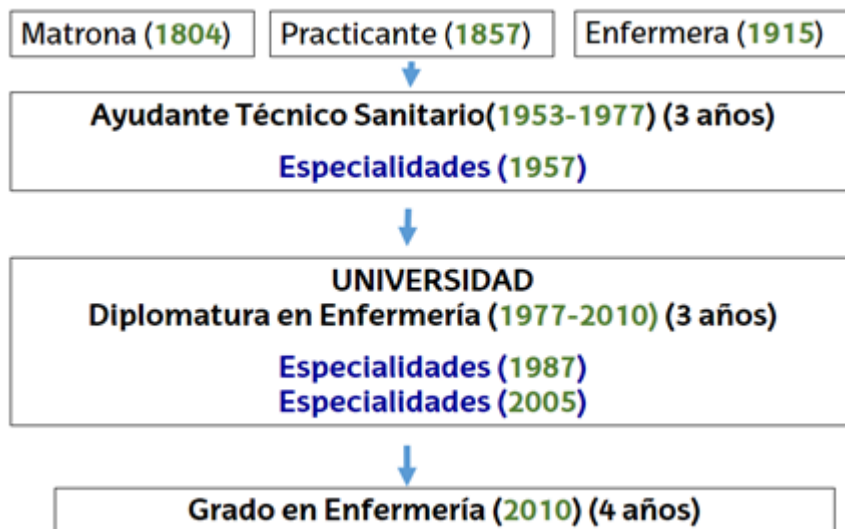 Matrona (1804) Practicante (1857) Enfermera (1915)
Ayudante Técnico Sanitario(1953-1977) (3 años)
Especialidades (1957)
UNIVERSIDAD
Diplomatura en Enfermería (1977-2010) (3 años)
Especialidades (1987)
Especialidades (2005)
Grado en Enfermería (2010) (4 años)